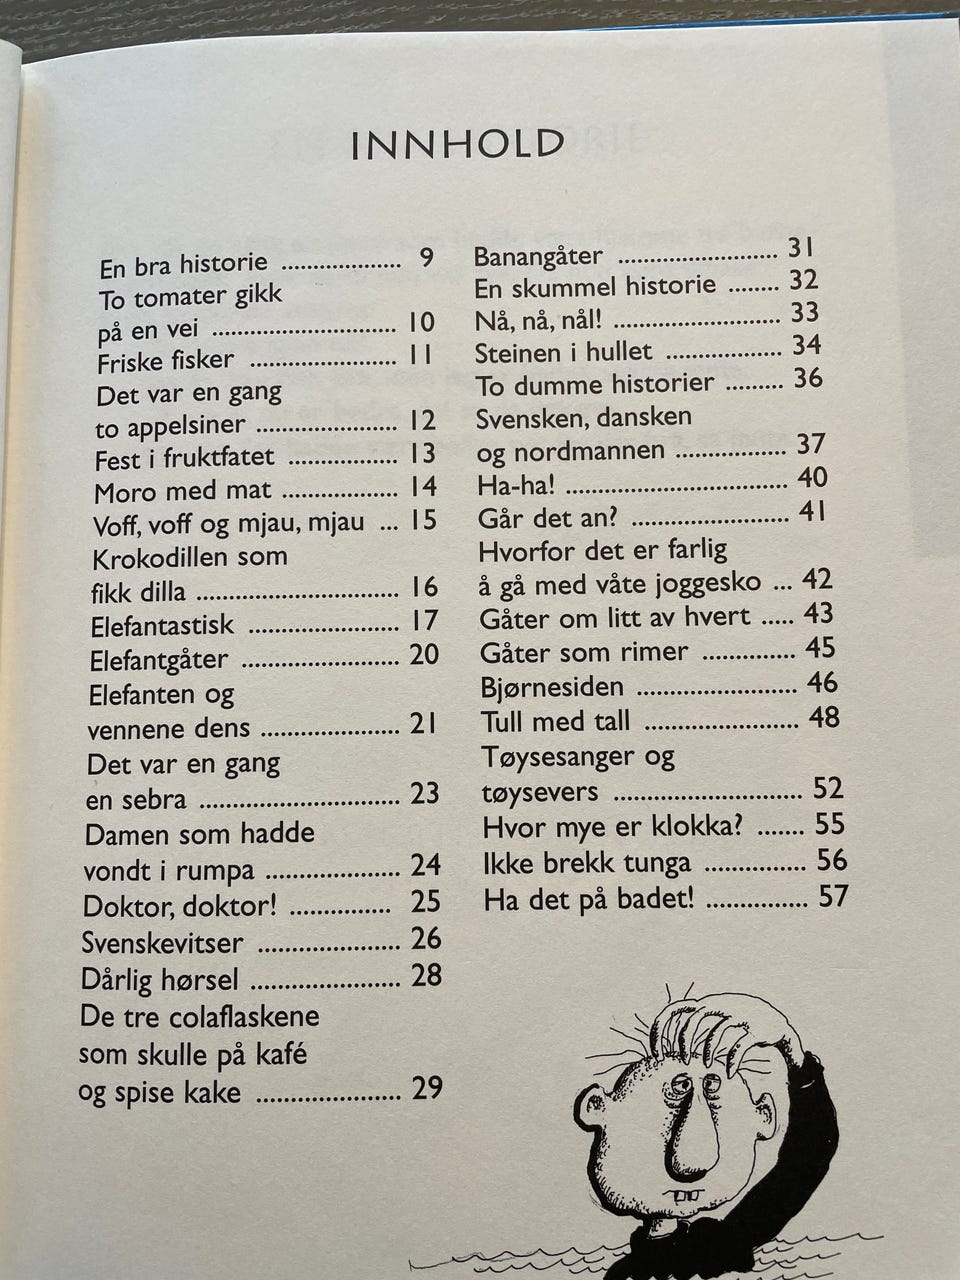 INNHOLD
En bra historie .................. 9
To tomater gikk
på en vei ............................ 10
Friske fisker ...................... 11
Det var en gang
to appelsiner ..................... 12
Fest i fruktfatet ................ 13
Moro med mat ................. 14
Voff, voff og mjau, mjau ... 15
Krokodillen som
fikk dilla .............................. 16
Elefantastisk ....................... 17
Elefantgåter ........................ 20
Elefanten og
vennene dens ..................... 21
Det var en gang
en sebra .............................. 23
Damen som hadde
vondt i rumpa .................... 24
Doktor, doktor! ............... 25
Svenskevitser ..................... 26
Dårlig hørsel ...................... 28
De tre colaflaskene
som skulle på kafé
og spise kake ..................... 29
Banangåter ........................ 31
En skummel historie ........ 32
Nå, nå, nål! ......................... 33
Steinen i hullet ................. 34
To dumme historier ......... 36
Svensken, dansken
og nordmannen ................ 37
Ha-ha! ................................. 40
Går det an? ....................... 41
Hvorfor det er farlig
å gå med våte joggesko ... 42
Gåter om litt av hvert ..... 43
Gåter som rimer .............. 45
Bjørnesiden ........................ 46
Tull med tall ....................... 48
Tøysesanger og
tøysevers ............................ 52
Hvor mye er klokka? ....... 55
Ikke brekk tunga ............... 56
Ha det på badet! ............... 57